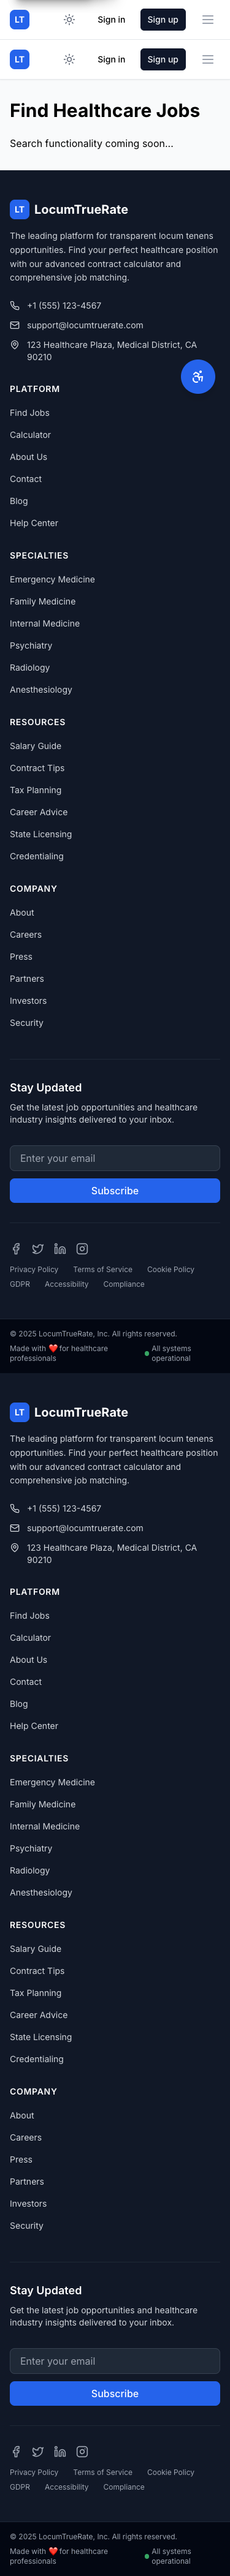 LT Sign in Sign up
LT Sign in Sign up
Find Healthcare Jobs
Search functionality coming soon...
LT LocumTrueRate
The leading platform for transparent locum tenens
opportunities. Find your perfect healthcare position
with our advanced contract calculator and
comprehensive job matching.
+1 (555) 123-4567
support@locumtruerate.com
123 Healthcare Plaza, Medical District, CA
90210
PLATFORM
Find Jobs
Calculator
About Us
Contact
Blog
Help Center
SPECIALTIES
Emergency Medicine
Family Medicine
Internal Medicine
Psychiatry
Radiology
Anesthesiology
RESOURCES
Salary Guide
Contract Tips
Tax Planning
Career Advice
State Licensing
Credentialing
COMPANY
About
Careers
Press
Partners
Investors
Security
Stay Updated
Get the latest job opportunities and healthcare
industry insights delivered to your inbox.
Enter your email
Subscribe
Privacy Policy Terms of Service Cookie Policy
GDPR Accessibility Compliance
© 2025 LocumTrueRate, Inc. All rights reserved.
Made with ❤️ for healthcare
professionals
All systems
operational
LT LocumTrueRate
The leading platform for transparent locum tenens
opportunities. Find your perfect healthcare position
with our advanced contract calculator and
comprehensive job matching.
+1 (555) 123-4567
support@locumtruerate.com
123 Healthcare Plaza, Medical District, CA
90210
PLATFORM
Find Jobs
Calculator
About Us
Contact
Blog
Help Center
SPECIALTIES
Emergency Medicine
Family Medicine
Internal Medicine
Psychiatry
Radiology
Anesthesiology
RESOURCES
Salary Guide
Contract Tips
Tax Planning
Career Advice
State Licensing
Credentialing
COMPANY
About
Careers
Press
Partners
Investors
Security
Stay Updated
Get the latest job opportunities and healthcare
industry insights delivered to your inbox.
Enter your email
Subscribe
Privacy Policy Terms of Service Cookie Policy
GDPR Accessibility Compliance
© 2025 LocumTrueRate, Inc. All rights reserved.
Made with ❤️ for healthcare
professionals
All systems
operational